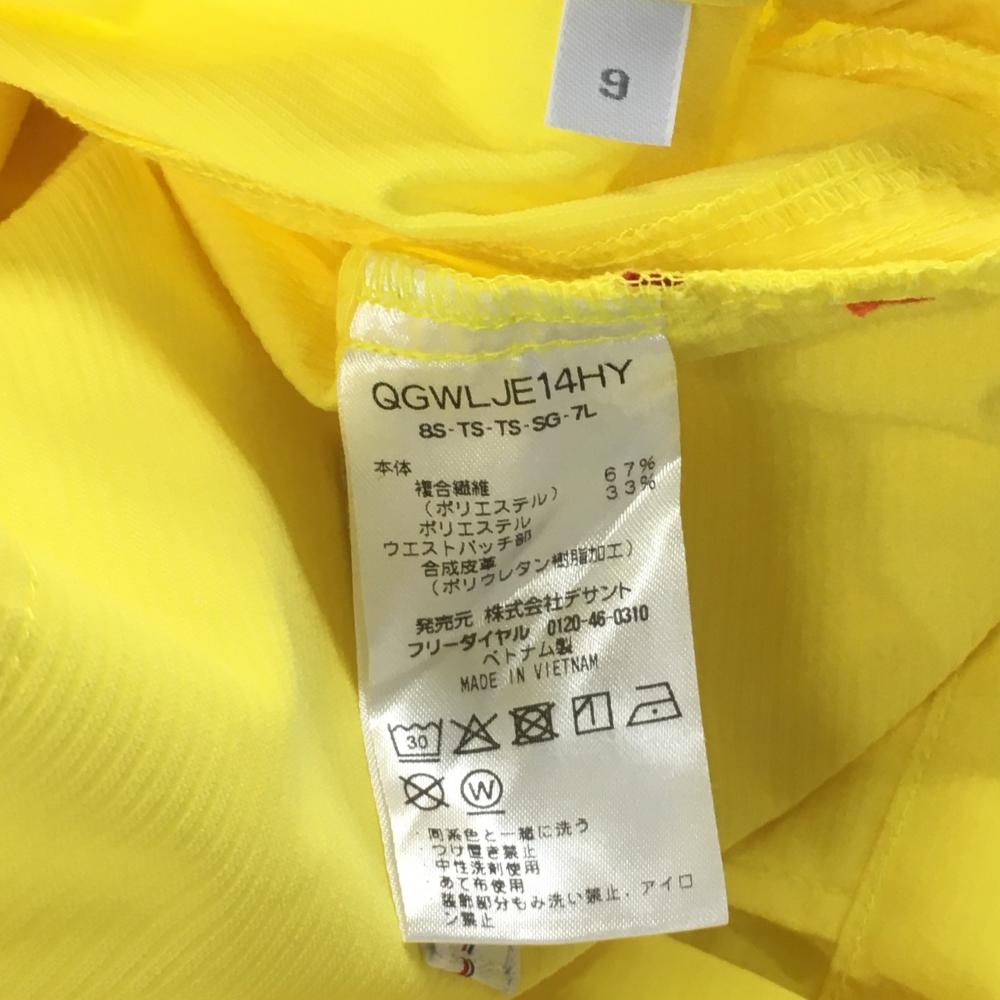 9
QGWLJE14HY
8S-TS-TS-SG-7L
本体
複合繊維 67%
(ポリエステル) 33%
ポリエステル
ウエストパッチ部
合成皮革
(ポリウレタン樹脂加工)
発売元 株式会社デサント
フリーダイヤル 0120-46-0310
ベトナム製
MADE IN VIETNAM
30
W
・同系色と一緒に洗う
・つけ置き禁止
・中性洗剤使用
・あて布使用
・装飾部分もみ洗い禁止．アイロ
ン禁止